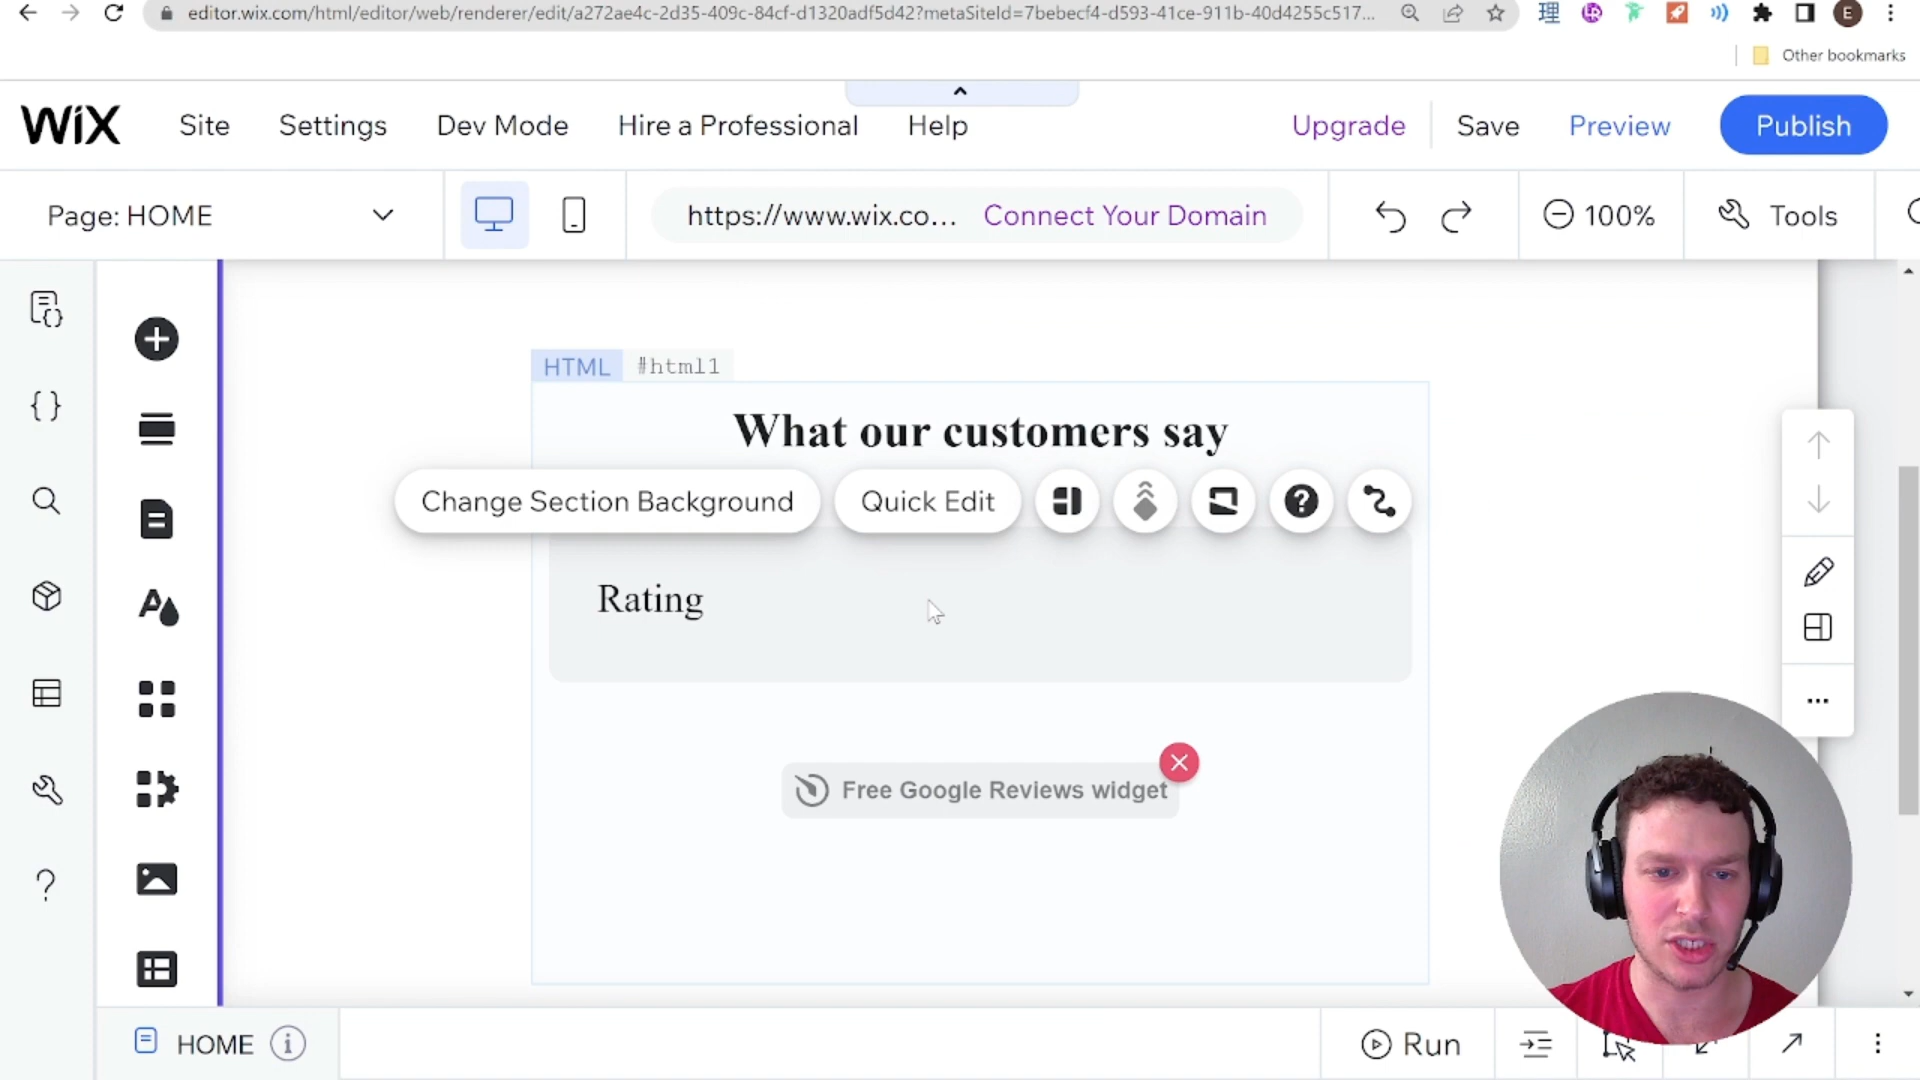 editor.wix.com/html/editor/web/renderer/edit/a272ae4c-2d35-409c-84cf-d1320adf5d42?metaSiteId=7bebecf4-d593-41ce-911b-40d4255c517...
理
E
Other bookmarks
WiX
Site
Settings
Dev Mode
Hire a Professional
Help
Upgrade
Save
Preview
Publish
Page: HOME
https://www.wix.co...
Connect Your Domain
100%
Tools
HTML
#html1
What our customers say
Change Section Background
Quick Edit
Rating
Free Google Reviews widget
HOME
Run